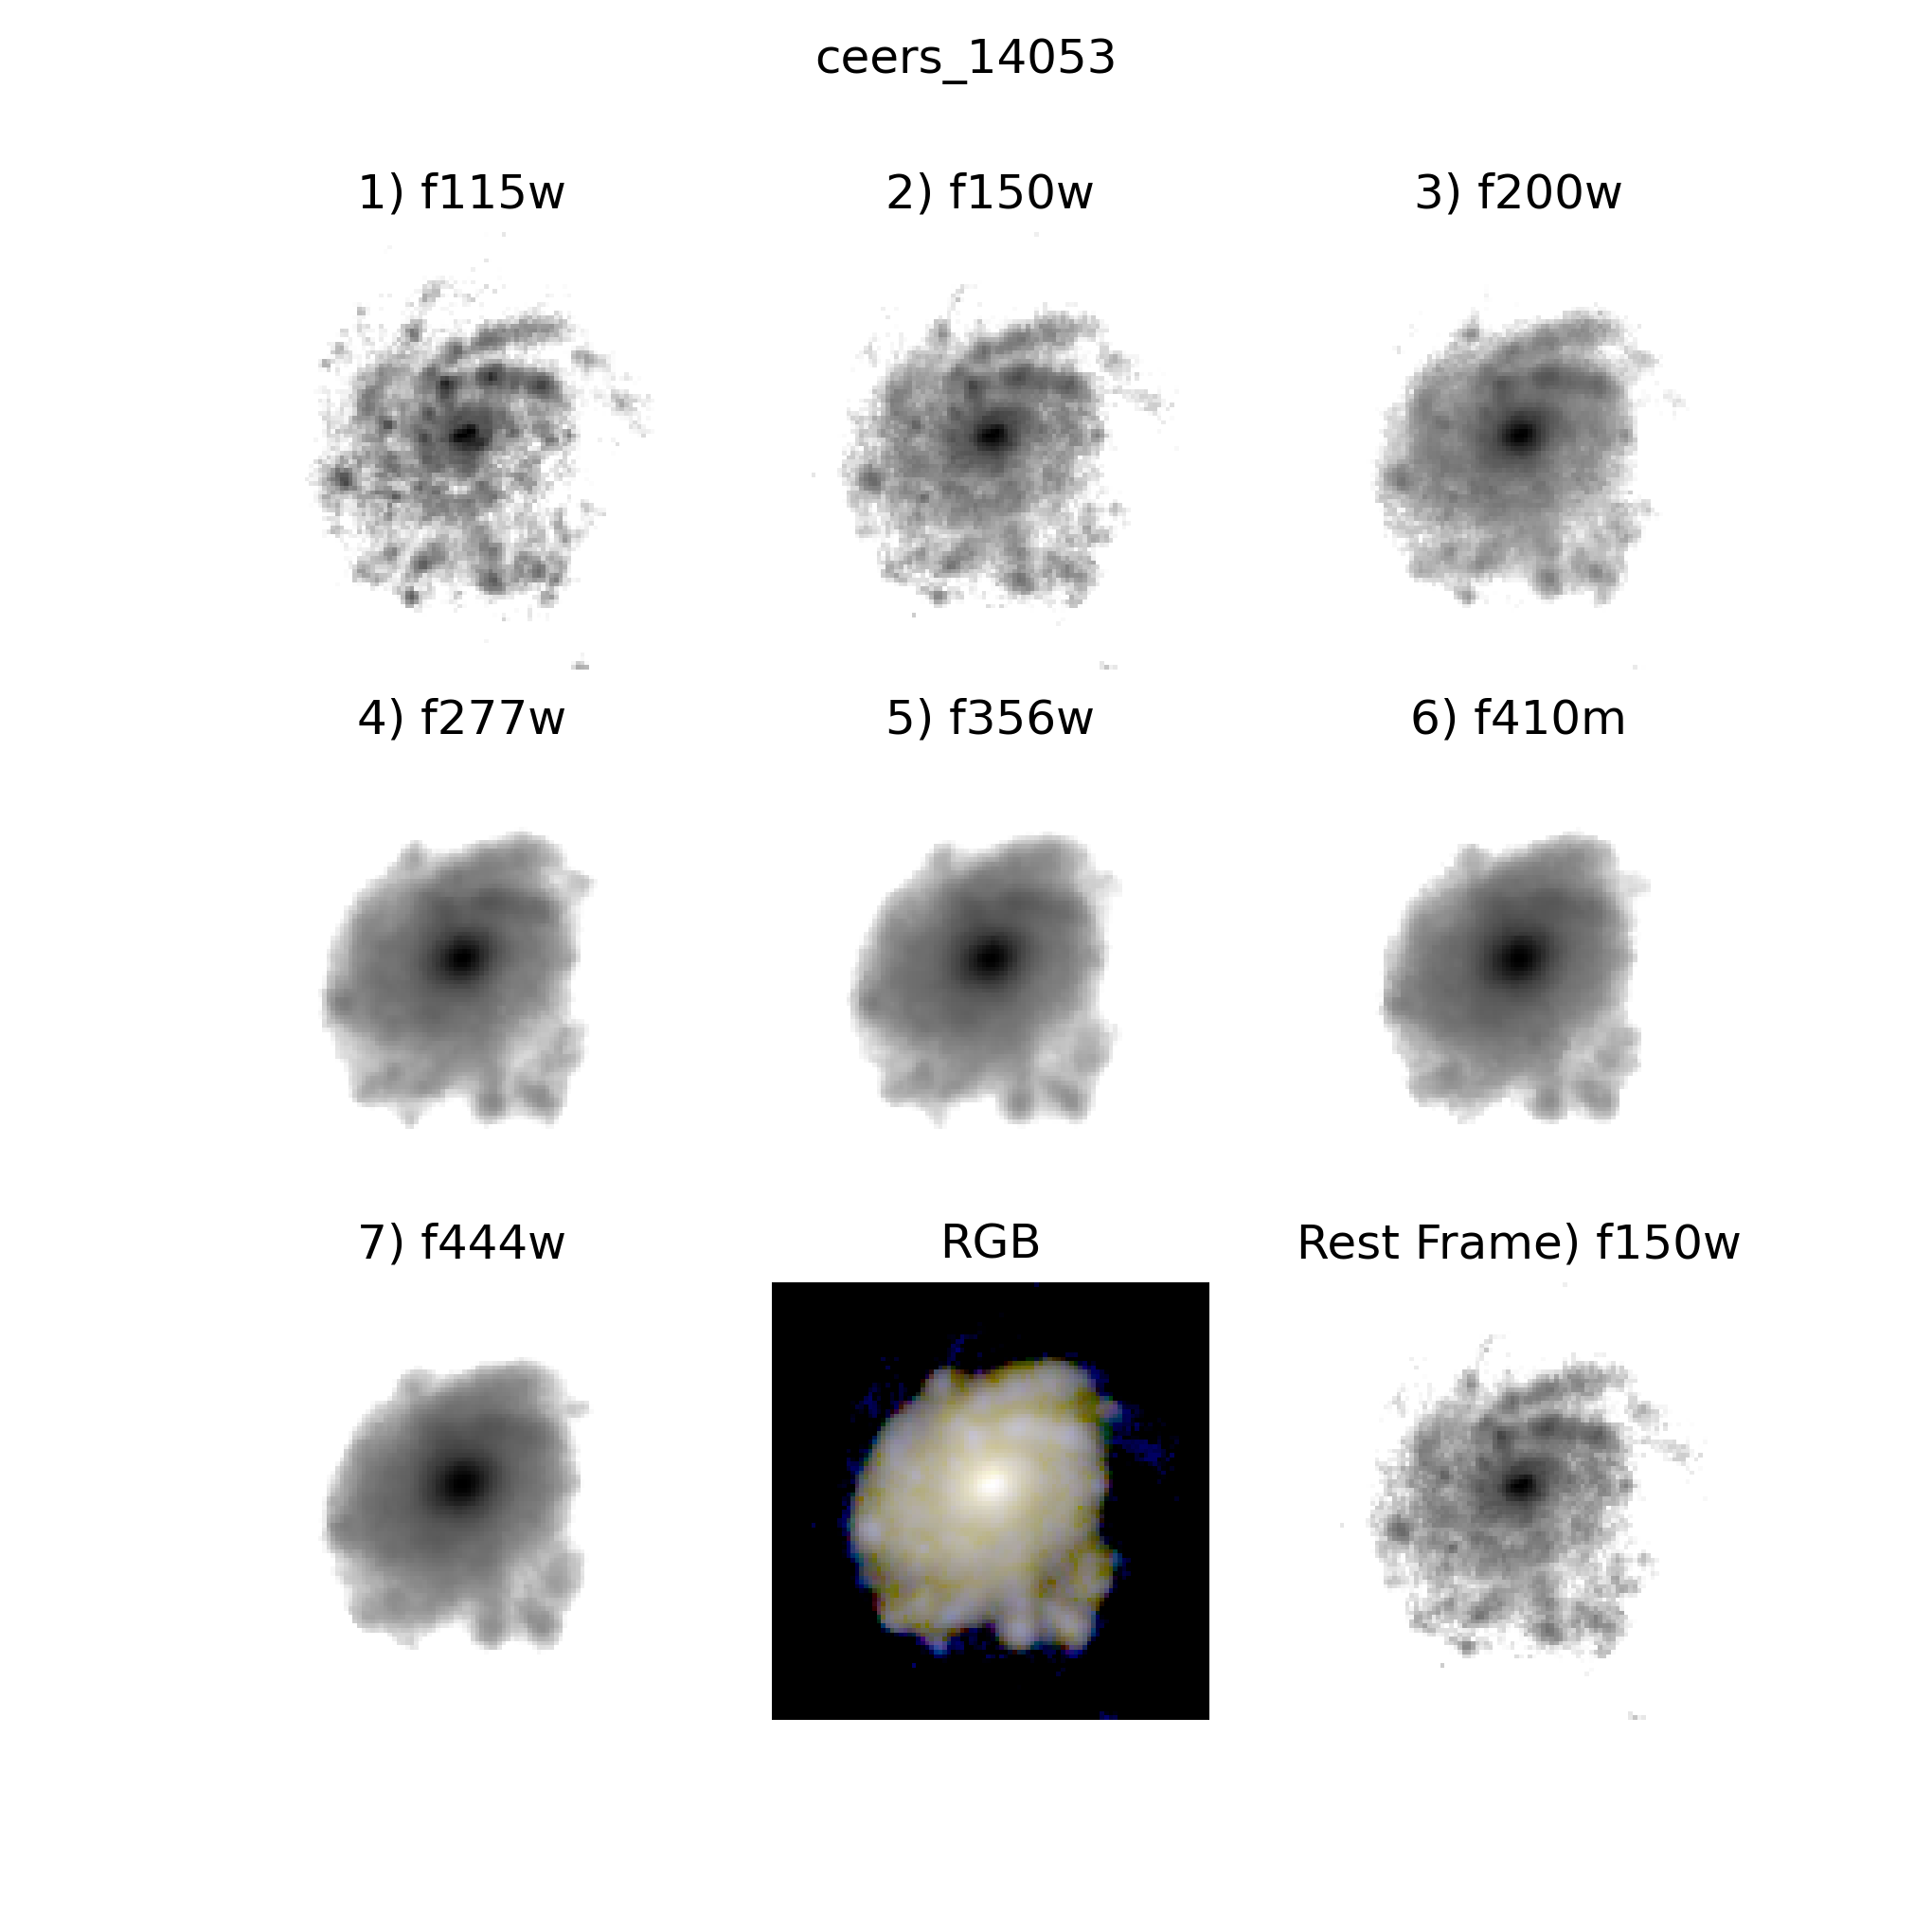 ceers_14053
1) f115w
2) f150w
3) f200w
4) f277w
5) f356w
6) f410m
7) f444w
RGB
Rest Frame) f150w